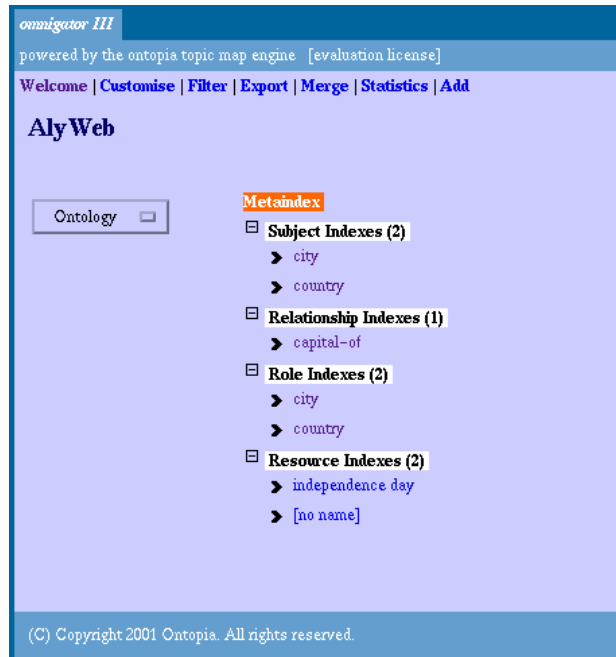 omnigator III
powered by the ontopia topic map engine [evaluation license]
Welcome | Customise | Filter | Export | Merge | Statistics | Add
AlyWeb
Ontology
Metaindex
Subject Indexes (2)
city
country
Relationship Indexes (1)
capital-of
Role Indexes (2)
city
country
Resource Indexes (2)
independence day
[no name]
(C) Copyright 2001 Ontopia. All rights reserved.